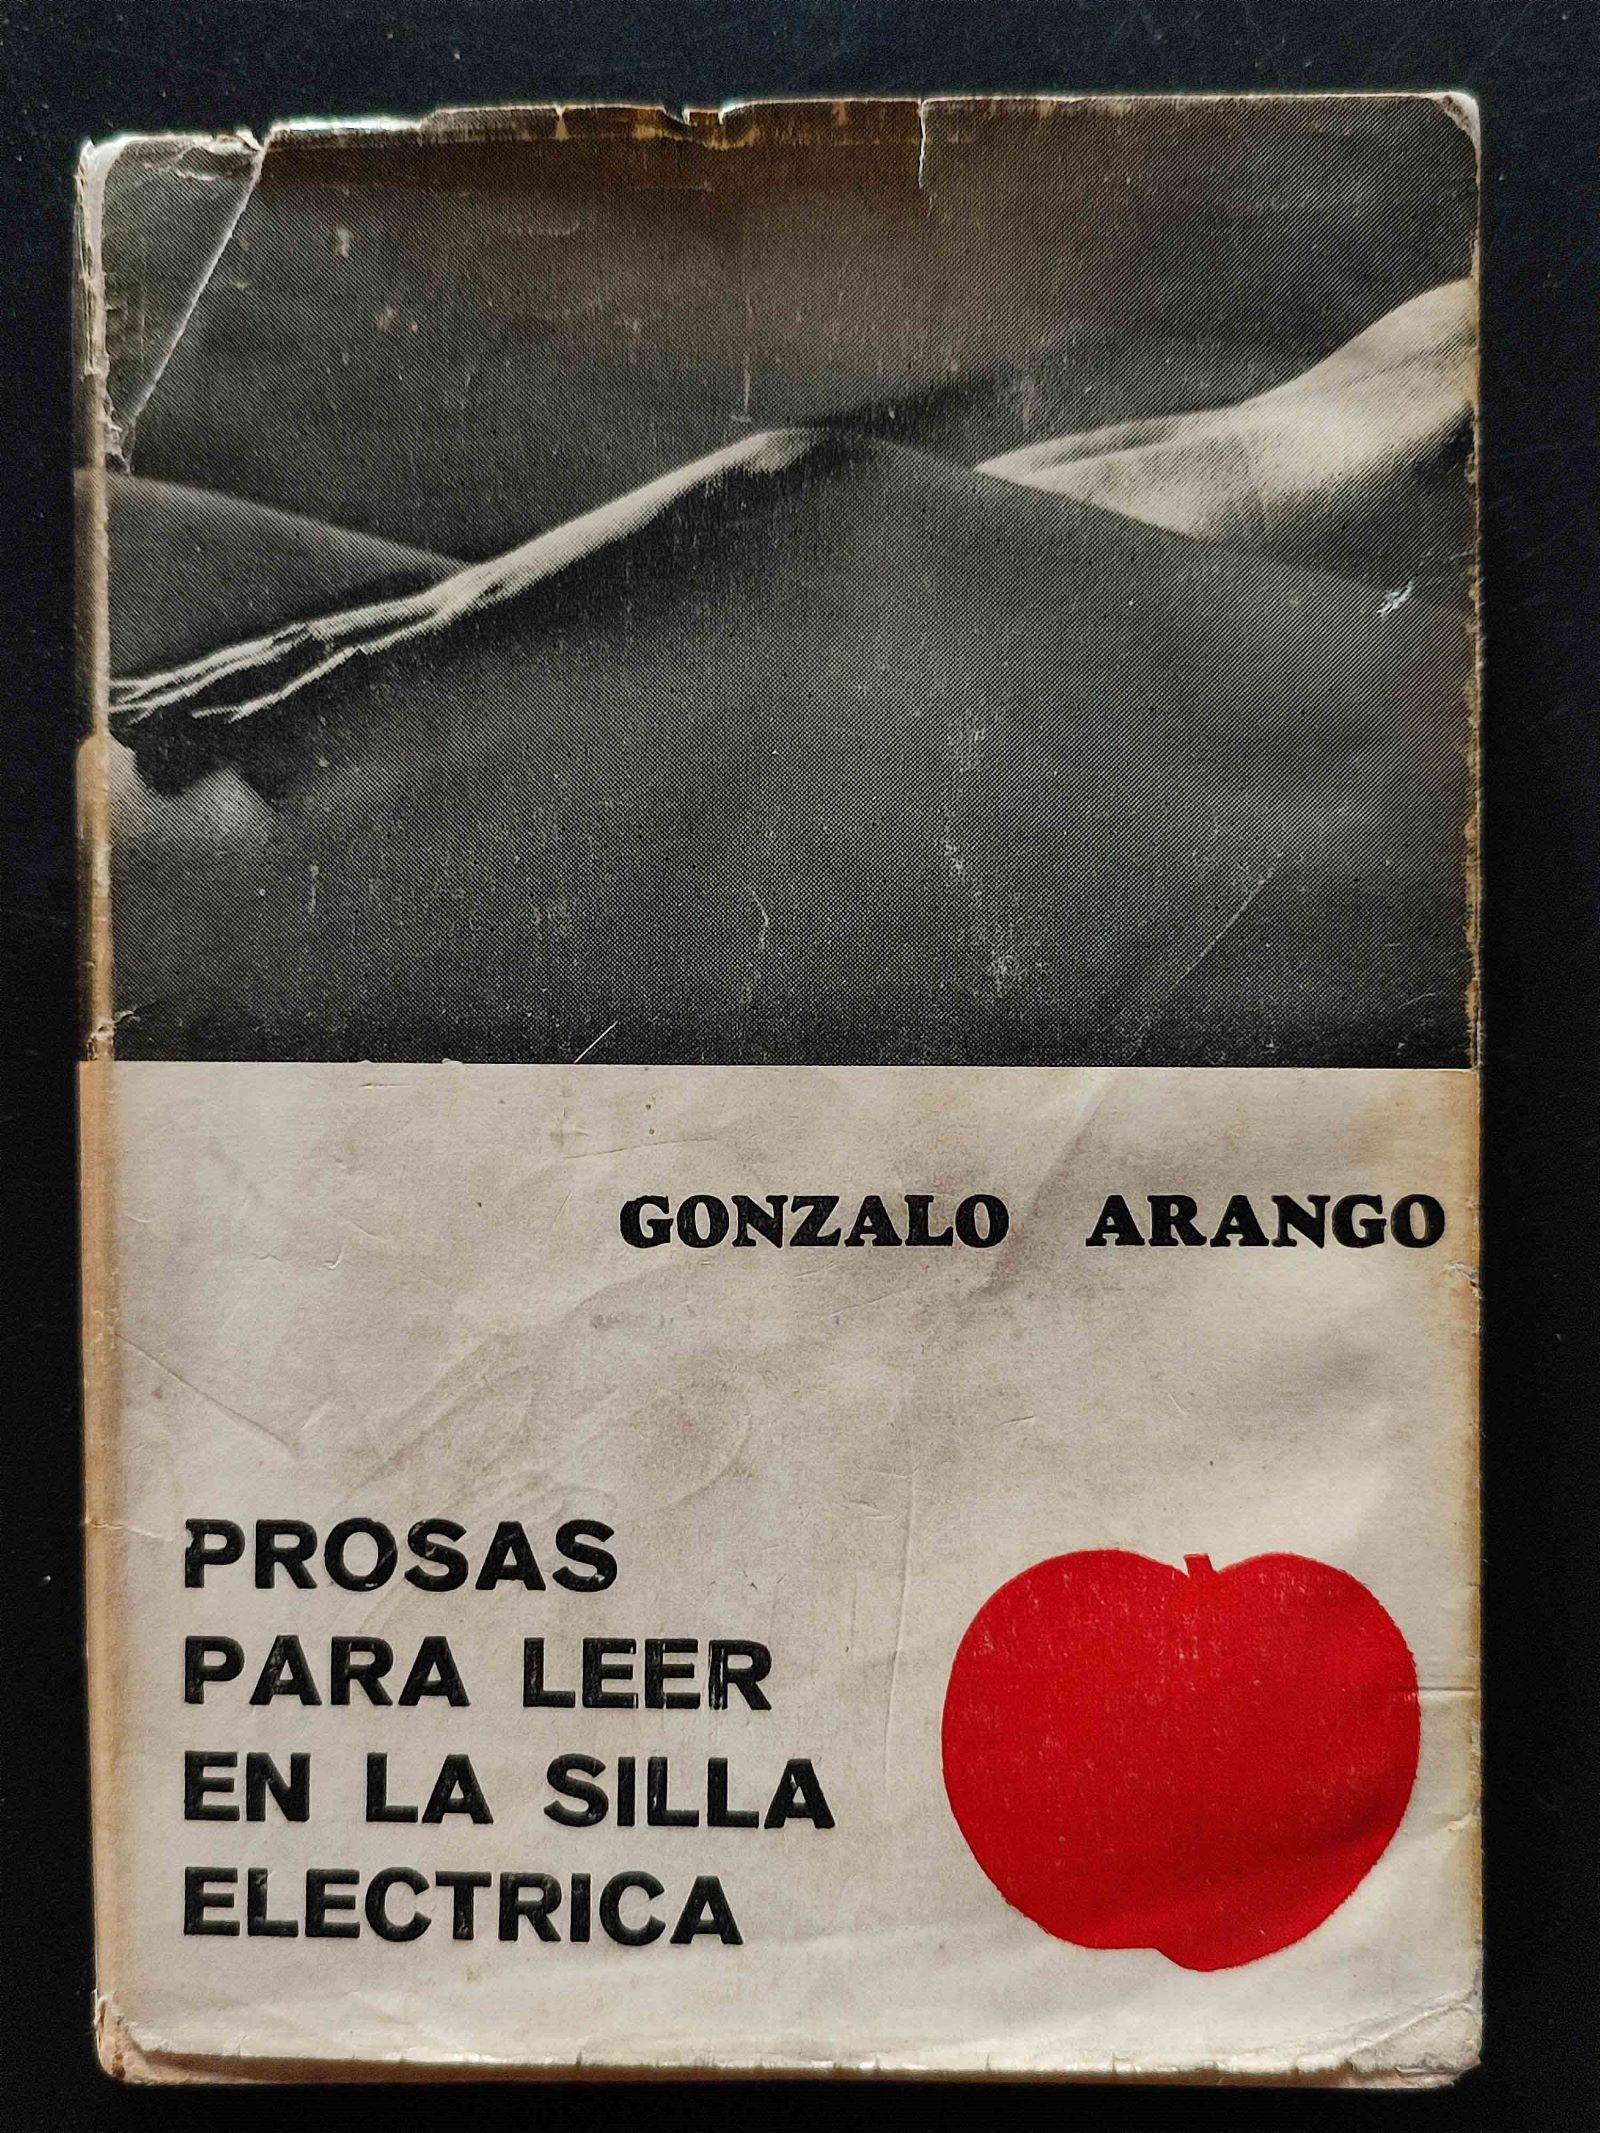 GONZALO ARANGO
PROSAS
PARA LEER
EN LA SILLA
ELECTRICA